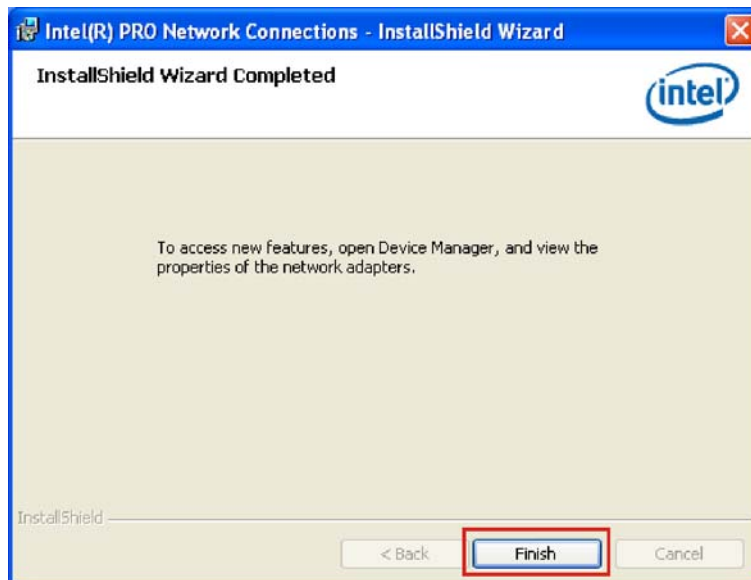 Intel(R) PRO Network Connections - InstallShield Wizard
InstallShield Wizard Completed
intel
To access new features, open Device Manager, and view the
properties of the network adapters.
InstallShield
< Back
Finish
Cancel